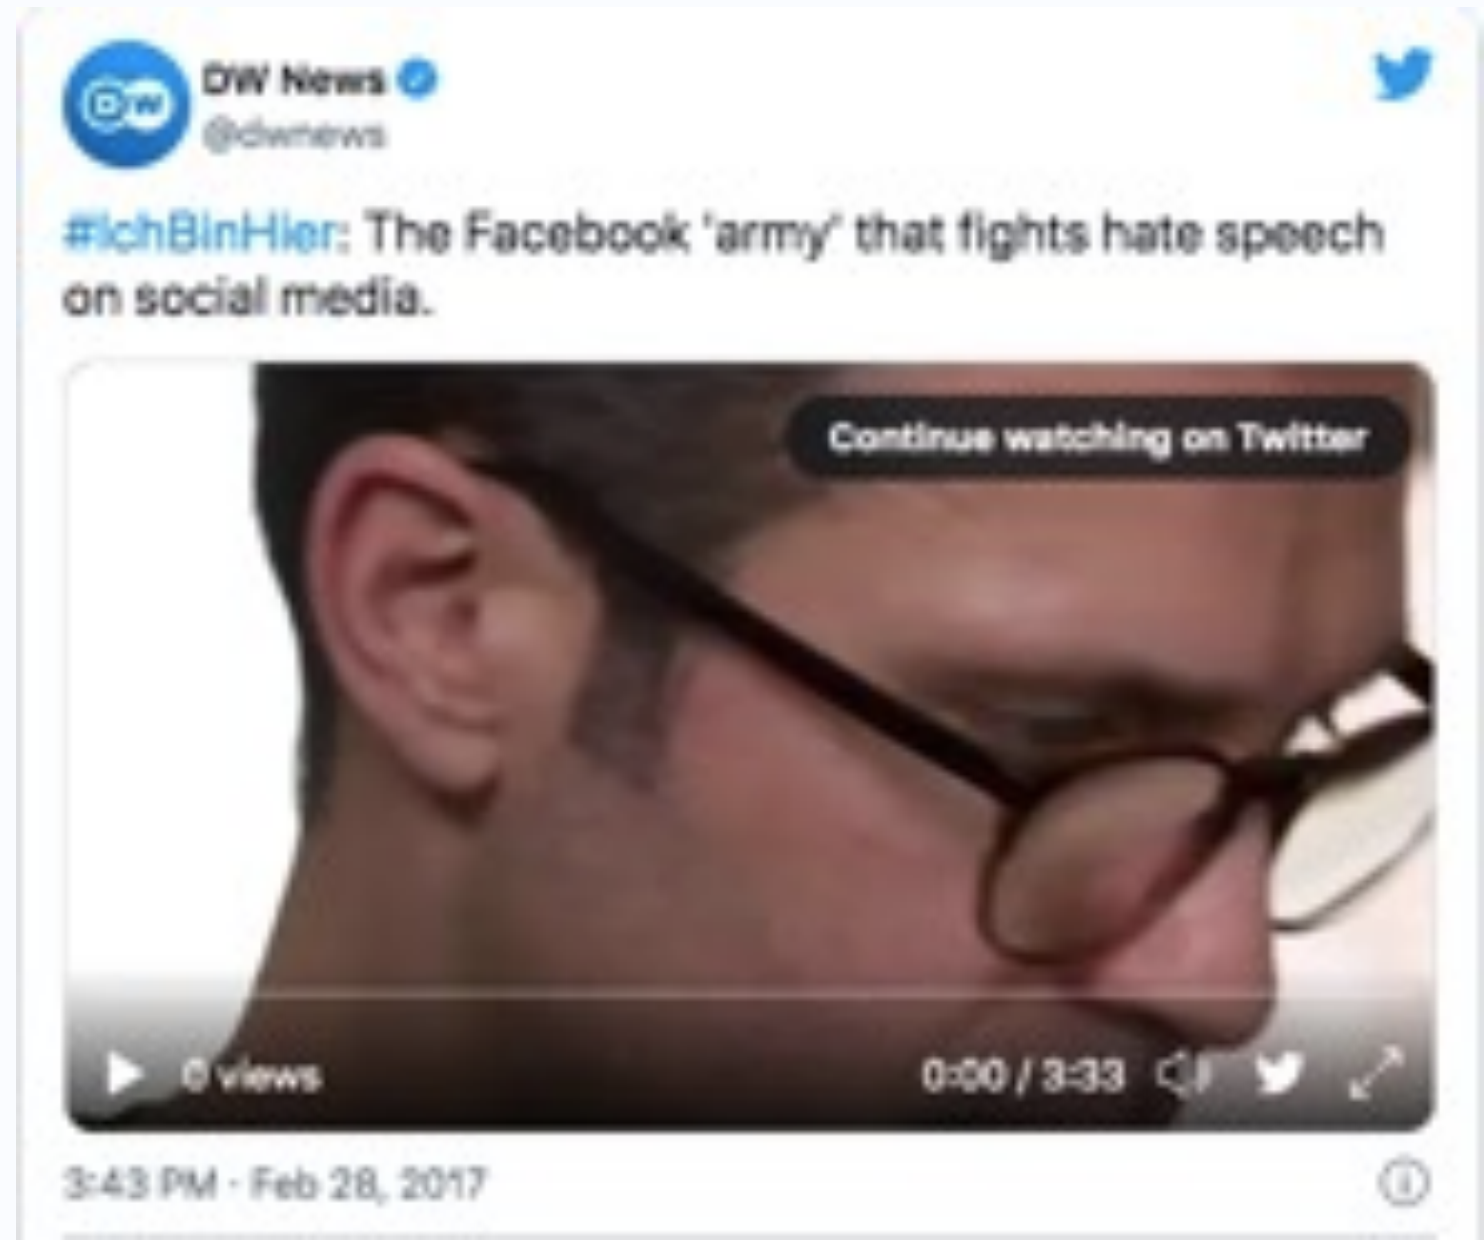 DW
DW News
@dwnews
#IchBinHier: The Facebook 'army' that fights hate speech
on social media.
Continue watching on Twitter
0 views
0:00 / 3:33
3:43 PM · Feb 28, 2017